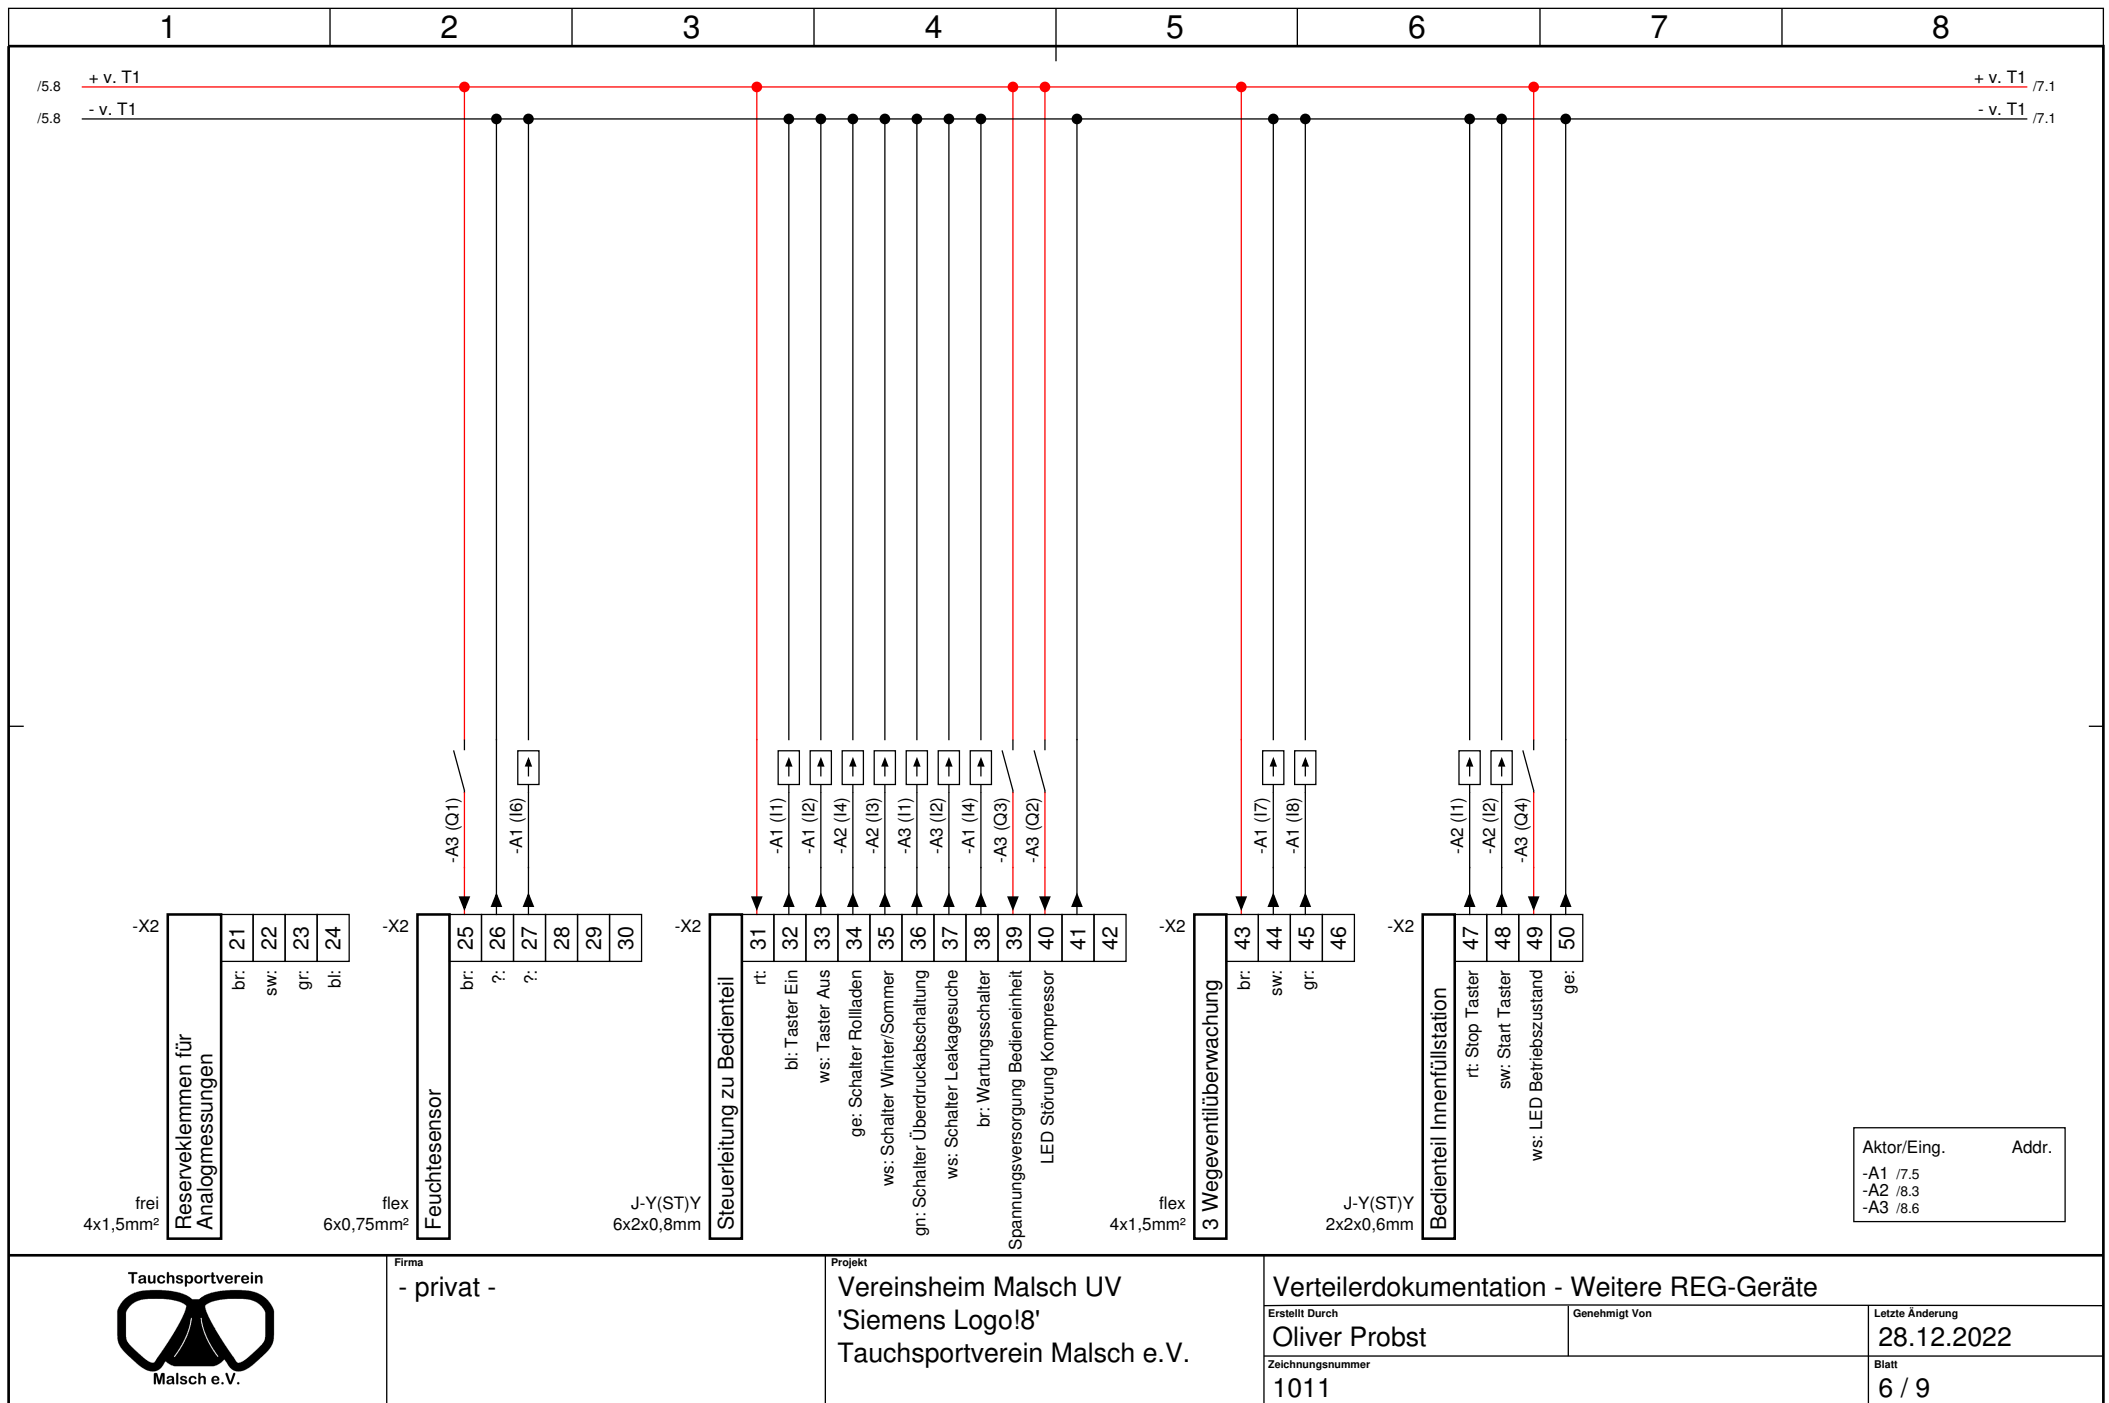 1 2 3 4 5 6 7 8
/5.8 + v. T1 + v. T1 /7.1
/5.8 - v. T1 - v. T1 /7.1
-A3 (Q1)
-A1 (I6)
-A1 (I1)
-A1 (I2)
-A2 (I4)
-A2 (I3)
-A3 (I1)
-A3 (I2)
-A1 (I4)
-A3 (Q3)
-A3 (Q2)
-A1 (I7)
-A1 (I8)
-A2 (I1)
-A2 (I2)
-A3 (Q4)
-X2
Reserveklemmen für
Analogmessungen
frei
4x1,5mm²
21 22 23 24
br:
sw:
gr:
bl:
-X2
Feuchtesensor
flex
6x0,75mm²
25 26 27 28 29 30
br:
?:
?:
-X2
Steuerleitung zu Bedienteil
J-Y(ST)Y
6x2x0,8mm
31 32 33 34 35 36 37 38 39 40 41 42
rt:
bl: Taster Ein
ws: Taster Aus
ge: Schalter Rollladen
ws: Schalter Winter/Sommer
gn: Schalter Überdruckabschaltung
ws: Schalter Leakagesuche
br: Wartungsschalter
Spannungsversorgung Bedieneinheit
LED Störung Kompressor
-X2
3 Wegeventilüberwachung
flex
4x1,5mm²
43 44 45 46
br:
sw:
gr:
-X2
Bedienteil Innenfüllstation
J-Y(ST)Y
2x2x0,6mm
47 48 49 50
rt: Stop Taster
sw: Start Taster
ws: LED Betriebszustand
ge:
Aktor/Eing. Addr.
-A1 /7.5
-A2 /8.3
-A3 /8.6
Tauchsportverein
Malsch e.V.
Firma
- privat -
Projekt
Vereinsheim Malsch UV
'Siemens Logo!8'
Tauchsportverein Malsch e.V.
Verteilerdokumentation - Weitere REG-Geräte
Erstellt Durch
Oliver Probst
Genehmigt Von
Letzte Änderung
28.12.2022
Zeichnungsnummer
1011
Blatt
6 / 9